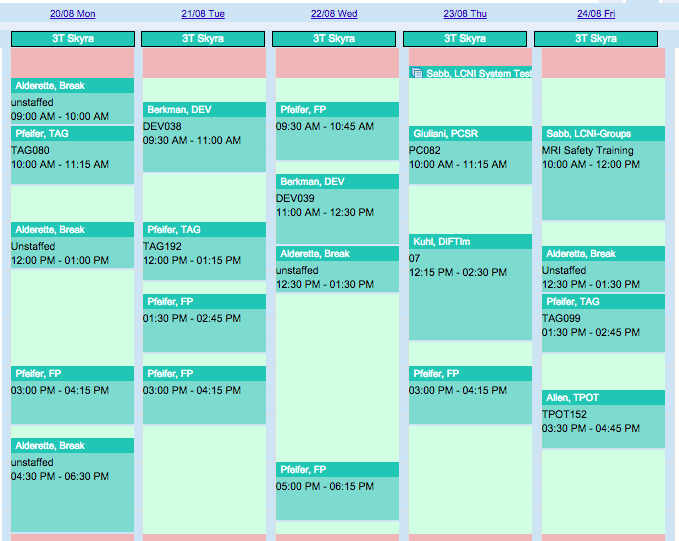 20/08 Mon
21/08 Tue
22/08 Wed
23/08 Thu
24/08 Fri
3T Skyra
3T Skyra
3T Skyra
3T Skyra
3T Skyra
Alderette, Break
unstaffed
09:00 AM - 10:00 AM
Pfeifer, TAG
TAG080
10:00 AM - 11:15 AM
Alderette, Break
Unstaffed
12:00 PM - 01:00 PM
Pfeifer, FP
03:00 PM - 04:15 PM
Alderette, Break
unstaffed
04:30 PM - 06:30 PM
Berkman, DEV
DEV038
09:30 AM - 11:00 AM
Pfeifer, TAG
TAG192
12:00 PM - 01:15 PM
Pfeifer, FP
01:30 PM - 02:45 PM
Pfeifer, FP
03:00 PM - 04:15 PM
Pfeifer, FP
09:30 AM - 10:45 AM
Berkman, DEV
DEV039
11:00 AM - 12:30 PM
Alderette, Break
unstaffed
12:30 PM - 01:30 PM
Pfeifer, FP
05:00 PM - 06:15 PM
Sabb, LCNI System Test
Giuliani, PCSR
PC082
10:00 AM - 11:15 AM
Kuhl, DIFTIm
07
12:15 PM - 02:30 PM
Pfeifer, FP
03:00 PM - 04:15 PM
Sabb, LCNI-Groups
MRI Safety Training
10:00 AM - 12:00 PM
Alderette, Break
Unstaffed
12:30 PM - 01:30 PM
Pfeifer, TAG
TAG099
01:30 PM - 02:45 PM
Allen, TPOT
TPOT152
03:30 PM - 04:45 PM